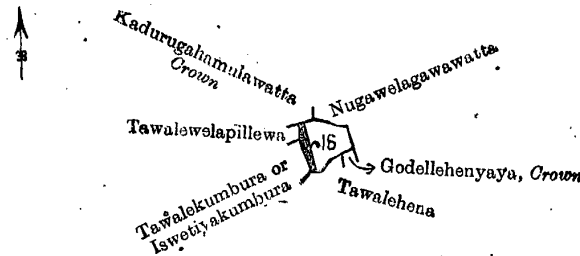 Kadurugahamulawatta
Crown
Nugawelagawawatta
Tawalewelapillewa
16
Godellehenyaya, Crown
Tawalekumbura or
Iswetiyakumbura
Tawalehena